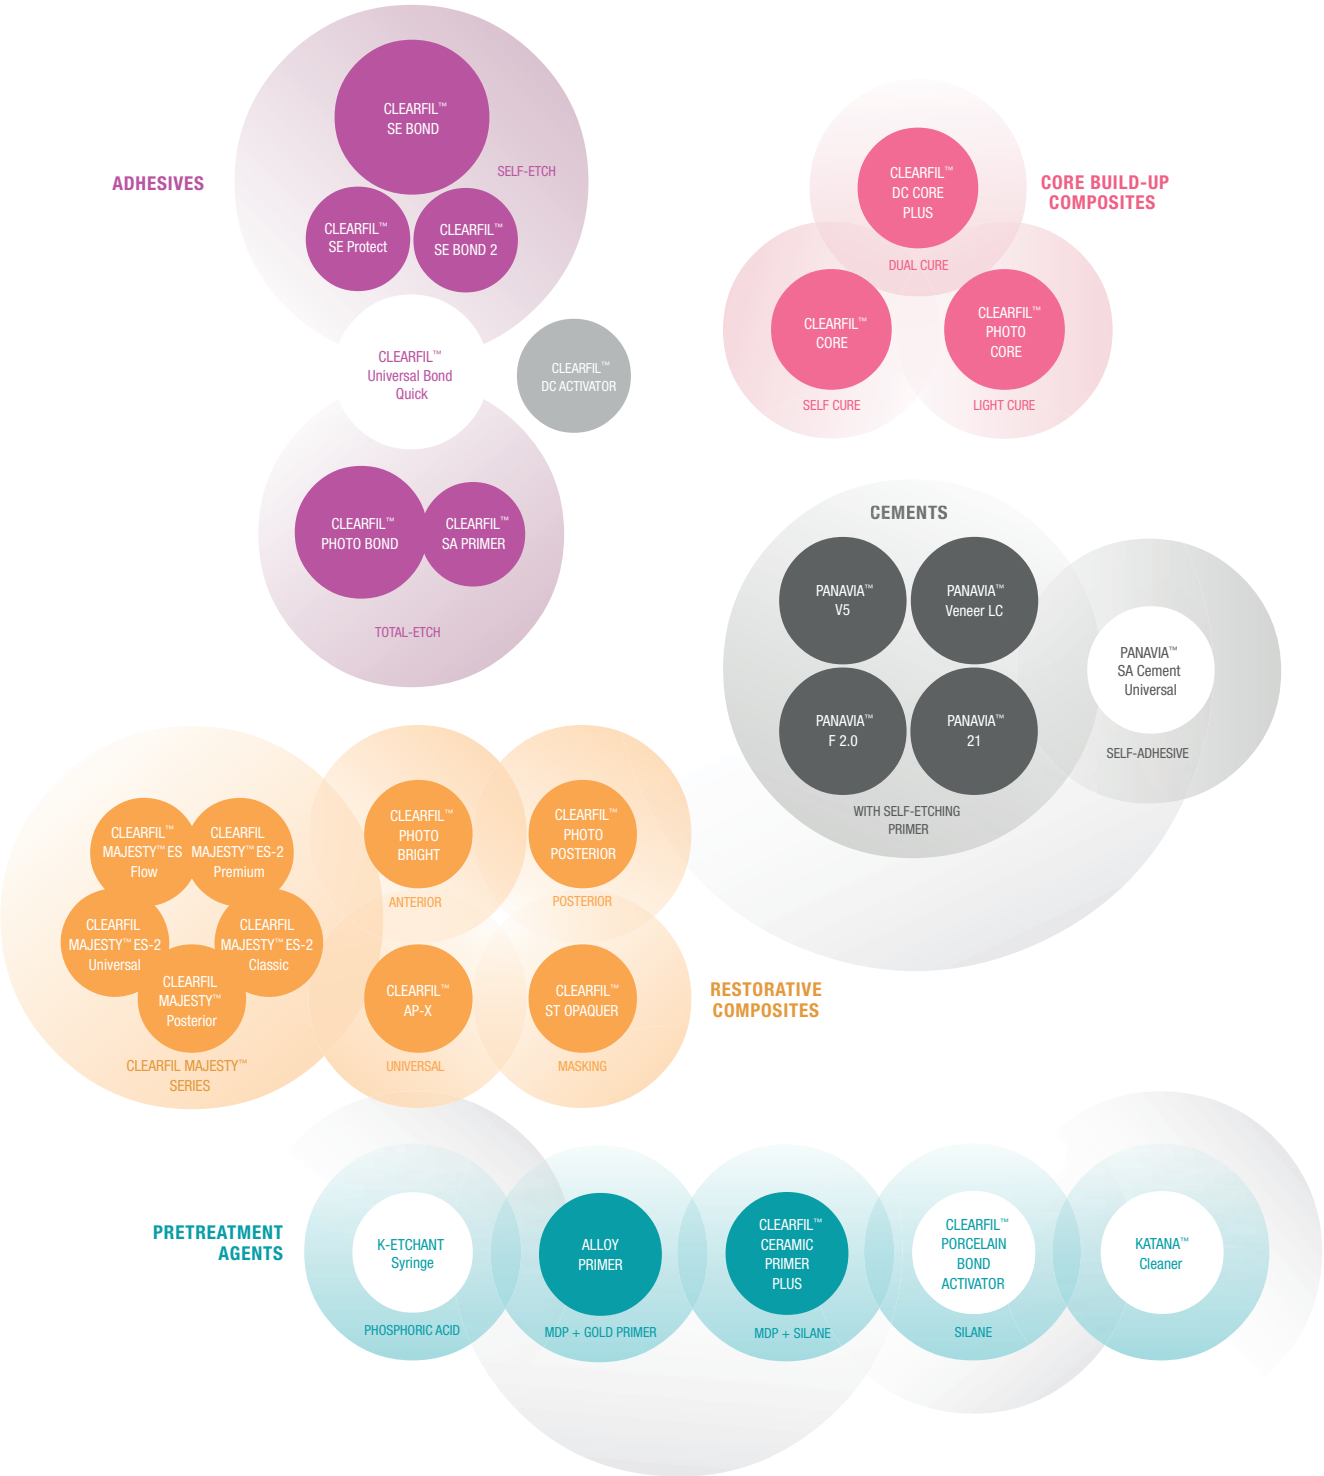 ADHESIVES
CLEARFIL™
SE BOND
SELF-ETCH
CLEARFIL™
SE Protect
CLEARFIL™
SE BOND 2
CLEARFIL™
Universal Bond
Quick
CLEARFIL™
DC ACTIVATOR
CLEARFIL™
PHOTO BOND
CLEARFIL™
SA PRIMER
TOTAL-ETCH
CORE BUILD-UP
COMPOSITES
CLEARFIL™
DC CORE
PLUS
DUAL CURE
CLEARFIL™
CORE
SELF CURE
CLEARFIL™
PHOTO
CORE
LIGHT CURE
CEMENTS
PANAVIA™
V5
PANAVIA™
Veneer LC
PANAVIA™
F 2.0
PANAVIA™
21
WITH SELF-ETCHING
PRIMER
PANAVIA™
SA Cement
Universal
SELF-ADHESIVE
CLEARFIL™
MAJESTY™ ES
Flow
CLEARFIL
MAJESTY™ ES-2
Premium
CLEARFIL
MAJESTY™ ES-2
Universal
CLEARFIL
MAJESTY™ ES-2
Classic
CLEARFIL
MAJESTY™
Posterior
CLEARFIL MAJESTY™
SERIES
CLEARFIL™
PHOTO
BRIGHT
ANTERIOR
CLEARFIL™
PHOTO
POSTERIOR
POSTERIOR
CLEARFIL™
AP-X
UNIVERSAL
CLEARFIL™
ST OPAQUER
MASKING
RESTORATIVE
COMPOSITES
PRETREATMENT
AGENTS
K-ETCHANT
Syringe
PHOSPHORIC ACID
ALLOY
PRIMER
MDP + GOLD PRIMER
CLEARFIL™
CERAMIC
PRIMER
PLUS
MDP + SILANE
CLEARFIL™
PORCELAIN
BOND
ACTIVATOR
SILANE
KATANA™
Cleaner